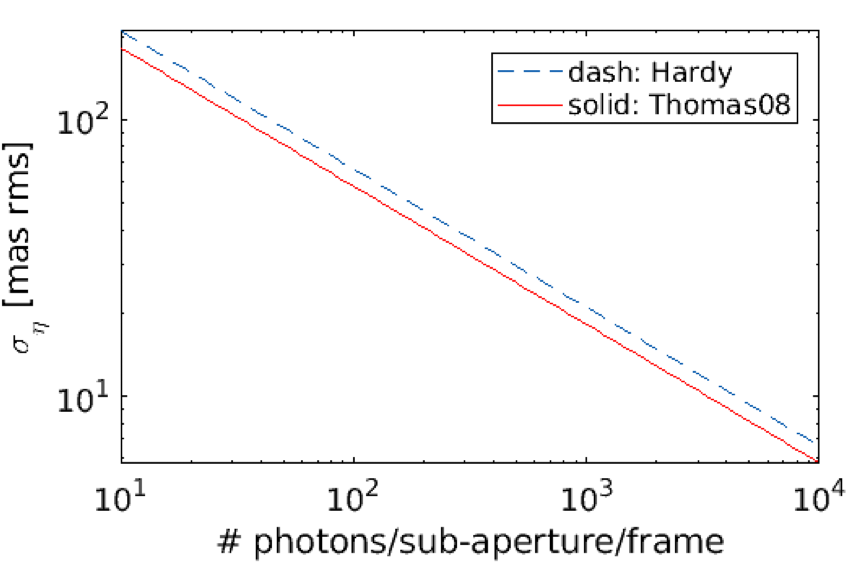 dash: Hardy
solid: Thomas08
10²
10¹
σ_η [mas rms]
10¹ 10² 10³ 10⁴
# photons/sub-aperture/frame